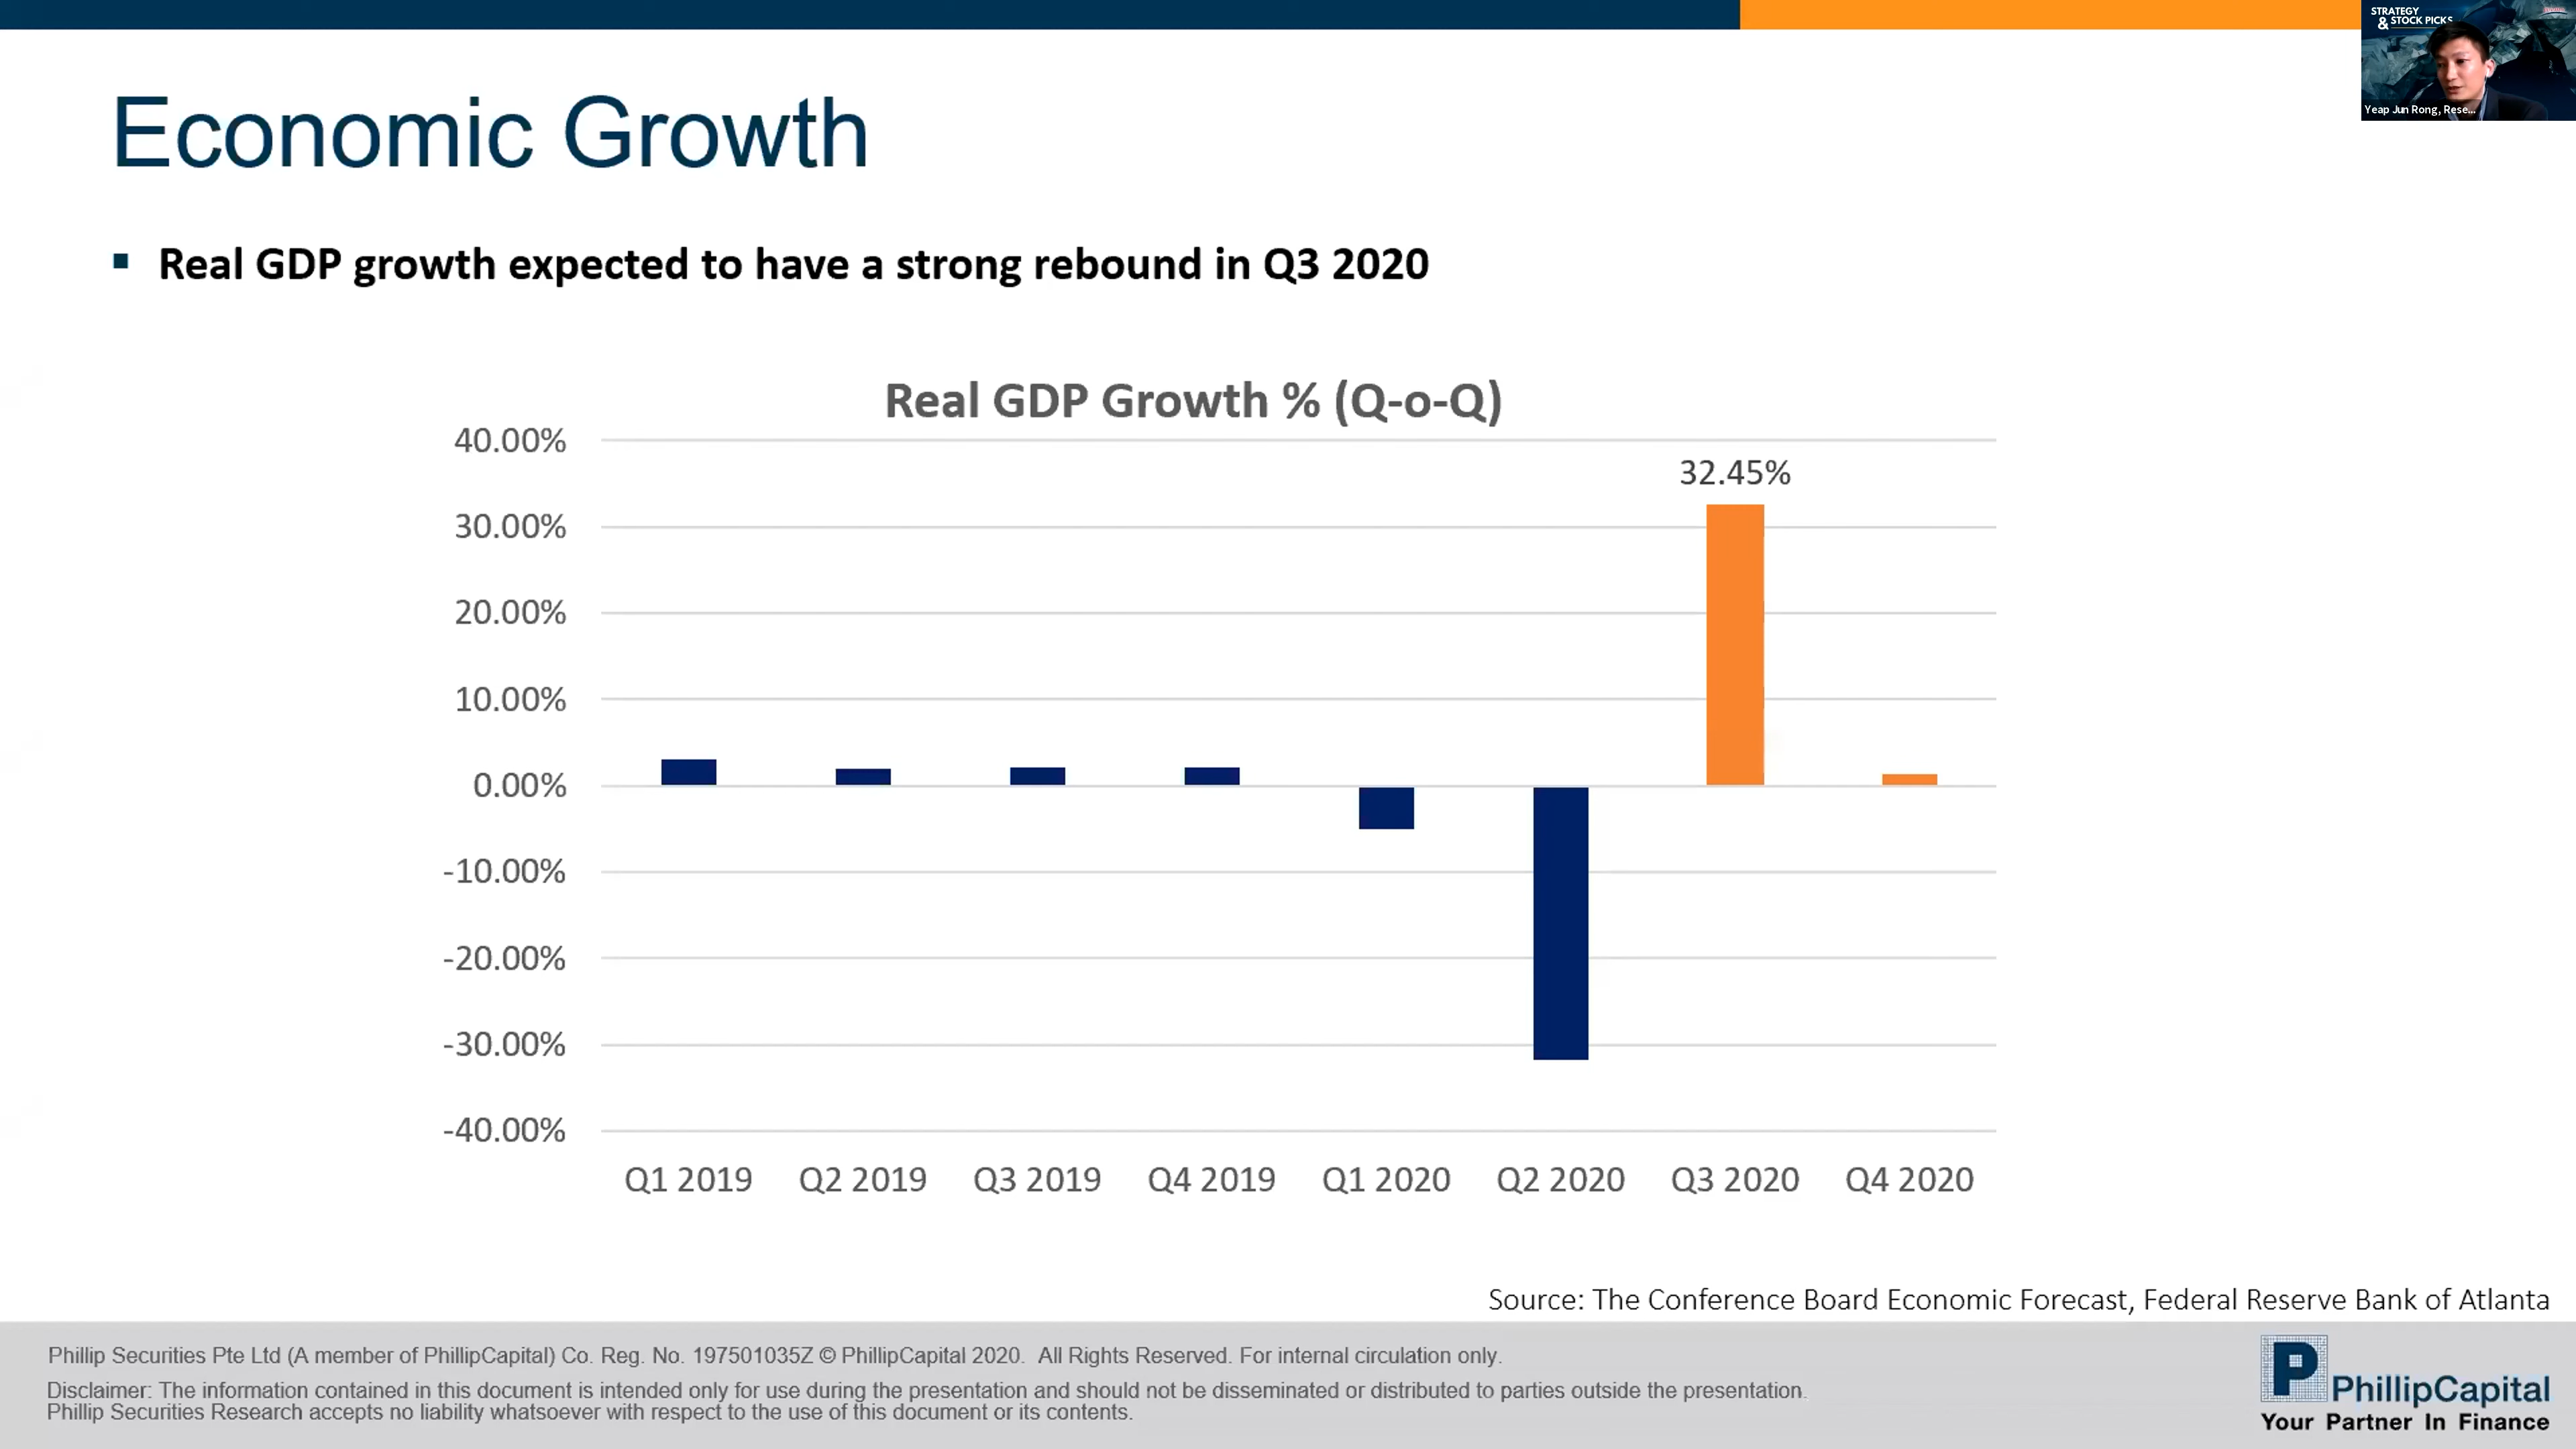 STRATEGY
& STOCK PICKS
Yeap Jun Rong, Rese...
Economic Growth
▪ Real GDP growth expected to have a strong rebound in Q3 2020
Real GDP Growth % (Q-o-Q)
40.00%
32.45%
30.00%
20.00%
10.00%
0.00%
-10.00%
-20.00%
-30.00%
-40.00%
Q1 2019 Q2 2019 Q3 2019 Q4 2019 Q1 2020 Q2 2020 Q3 2020 Q4 2020
Source: The Conference Board Economic Forecast, Federal Reserve Bank of Atlanta
Phillip Securities Pte Ltd (A member of PhillipCapital) Co. Reg. No. 197501035Z © PhillipCapital 2020. All Rights Reserved. For internal circulation only.
Disclaimer: The information contained in this document is intended only for use during the presentation and should not be disseminated or distributed to parties outside the presentation.
Phillip Securities Research accepts no liability whatsoever with respect to the use of this document or its contents.
P PhillipCapital
Your Partner In Finance